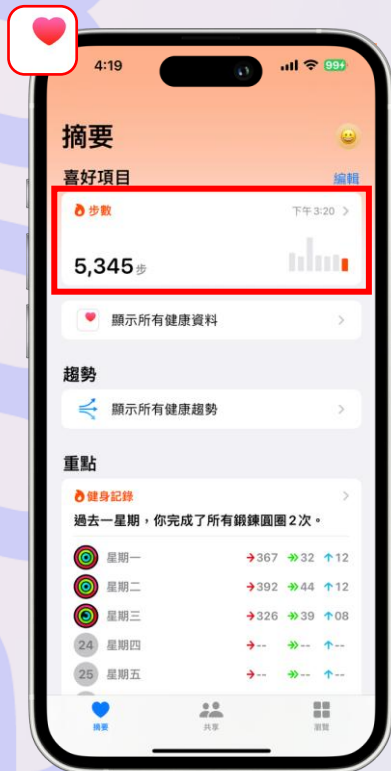 4:19 99+
摘要
喜好項目 編輯
步數 下午3:20
5,345步
顯示所有健康資料
趨勢
顯示所有健康趨勢
重點
健身記錄
過去一星期，你完成了所有鍛鍊圓圈2次。
星期一 367 32 12
星期二 392 44 12
星期三 326 39 08
24 星期四 -- -- --
25 星期五 -- -- --
摘要 共享 瀏覽